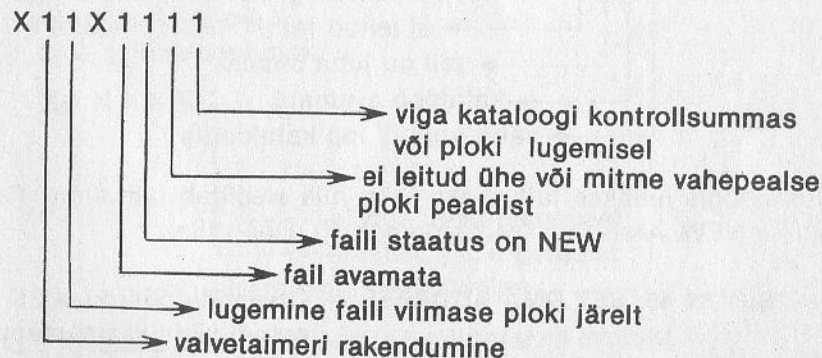 X 1 1 X 1 1 1 1
viga kataloogi kontrollsummas
või ploki lugemisel
ei leitud ühe või mitme vahepealse
ploki pealdist
faili staatus on NEW
fail avamata
lugemine faili viimase ploki järelt
valvetaimeri rakendumine